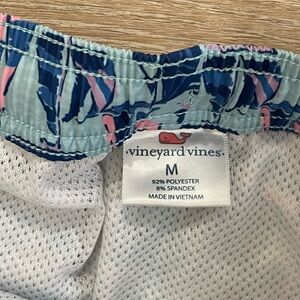 vineyard vines®
M
92% POLYESTER
8% SPANDEX
MADE IN VIETNAM